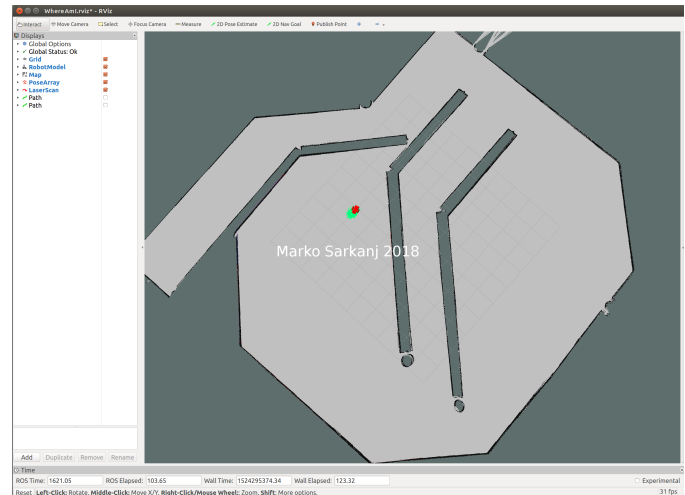 WhereAmI.rviz* - RViz
Interact Move Camera Select Focus Camera Measure 2D Pose Estimate 2D Nav Goal Publish Point
Displays
Global Options
Global Status: Ok
Grid
RobotModel
Map
PoseArray
LaserScan
Path
Path
Marko Sarkanj 2018
Add Duplicate Remove Rename
Time
ROS Time: 1621.05 ROS Elapsed: 103.65 Wall Time: 1524295374.34 Wall Elapsed: 123.32 Experimental
Reset Left-Click: Rotate. Middle-Click: Move X/Y. Right-Click/Mouse Wheel: Zoom. Shift: More options. 31 fps